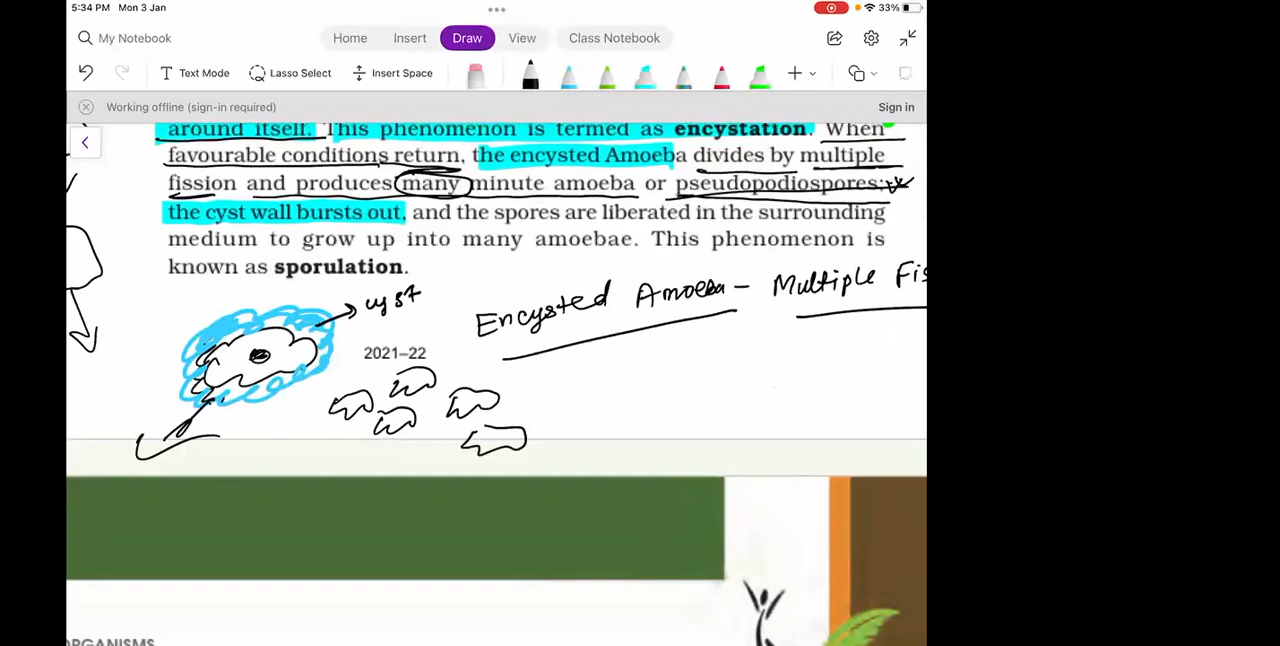 5:34 PM Mon 3 Jan
33%
My Notebook
Home Insert Draw View Class Notebook
Text Mode Lasso Select Insert Space
Working offline (sign-in required)
Sign in
around itself. This phenomenon is termed as encystation. When
favourable conditions return, the encysted Amoeba divides by multiple
fission and produces many minute amoeba or pseudopodiospores;
the cyst wall bursts out, and the spores are liberated in the surrounding
medium to grow up into many amoebae. This phenomenon is
known as sporulation.
cyst
Encysted Amoeba – Multiple Fis
2021–22
ORGANISMS